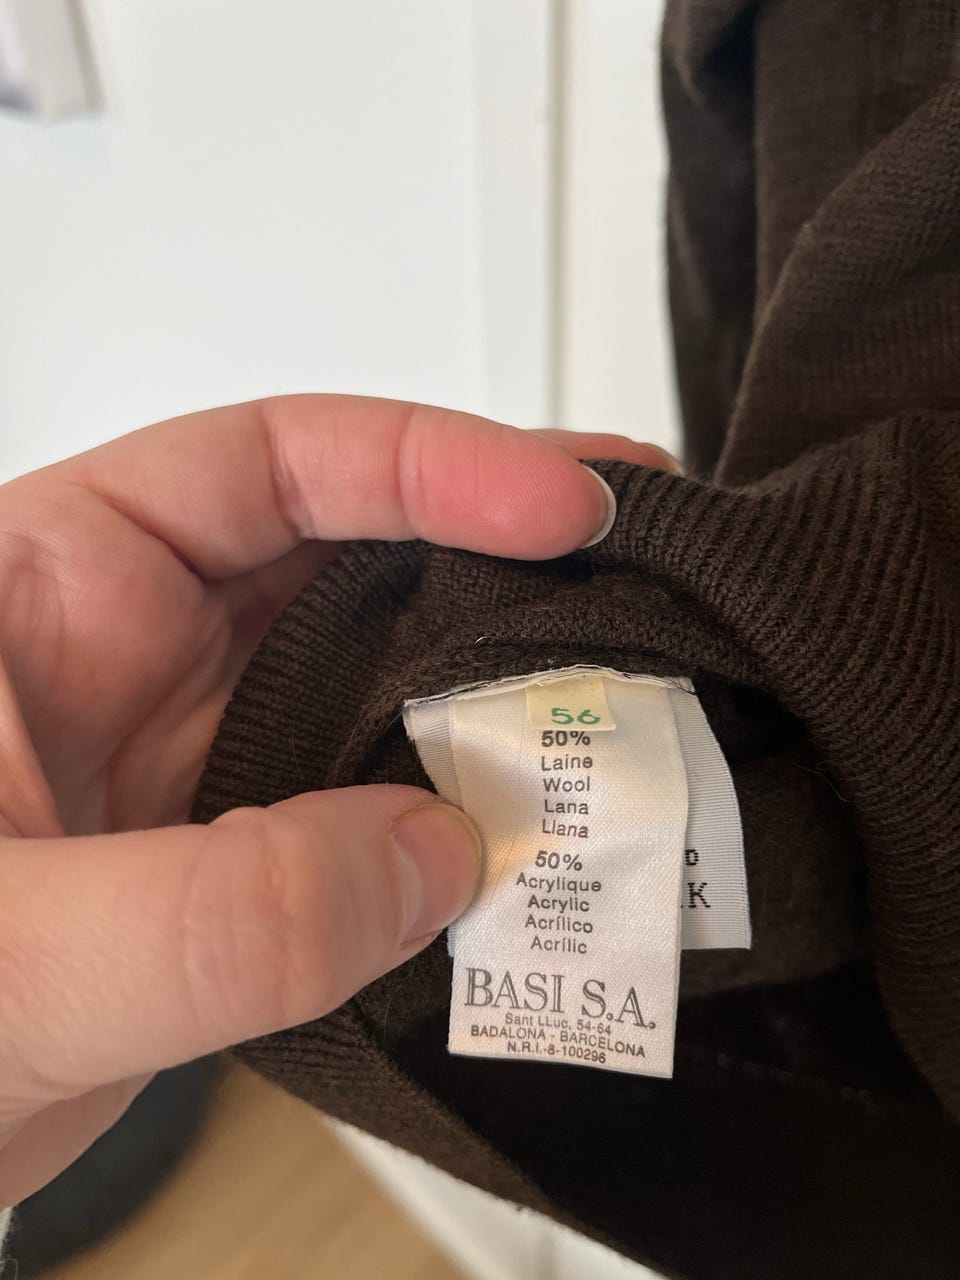 56
50%
Laine
Wool
Lana
Llana
50%
Acrylique
Acrylic
Acrílico
Acrílic
BASI S.A.
Sant LLuc, 54-64
BADALONA - BARCELONA
N.R.I.-8-100296
K